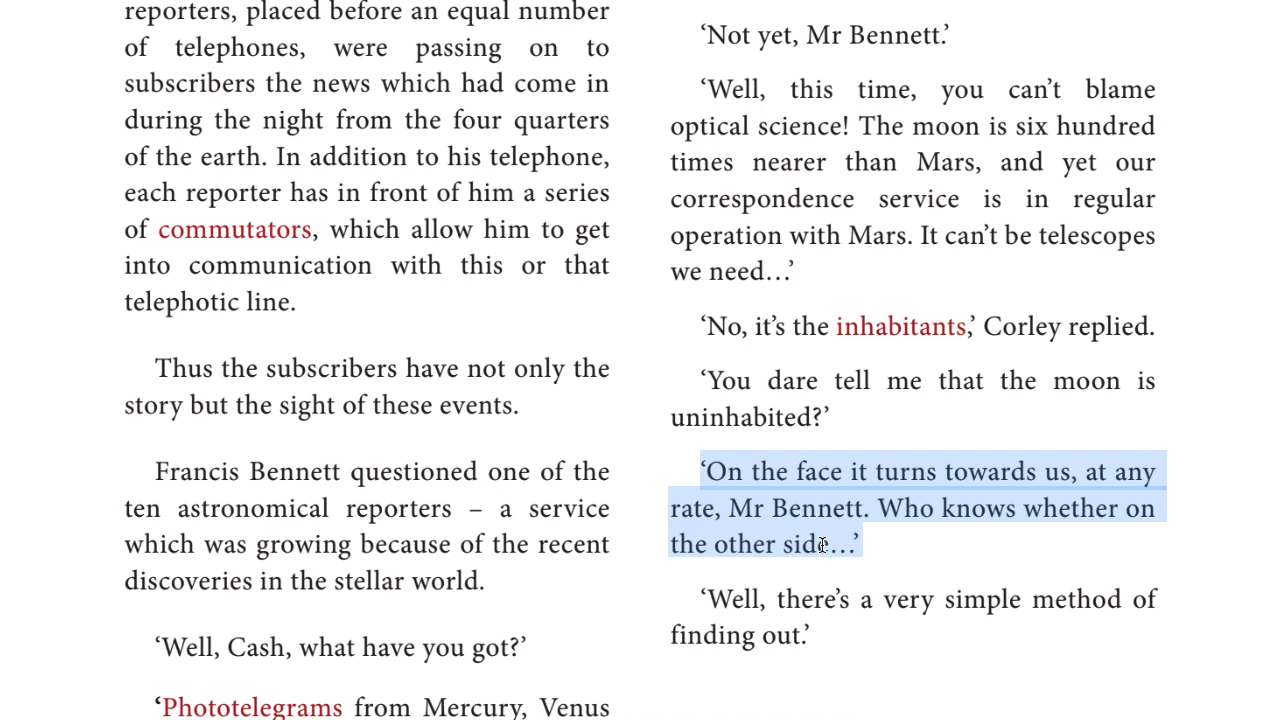 reporters, placed before an equal number
of telephones, were passing on to
subscribers the news which had come in
during the night from the four quarters
of the earth. In addition to his telephone,
each reporter has in front of him a series
of commutators, which allow him to get
into communication with this or that
telephotic line.
Thus the subscribers have not only the
story but the sight of these events.
Francis Bennett questioned one of the
ten astronomical reporters – a service
which was growing because of the recent
discoveries in the stellar world.
‘Well, Cash, what have you got?’
‘Phototelegrams from Mercury, Venus
‘Not yet, Mr Bennett.’
‘Well, this time, you can’t blame
optical science! The moon is six hundred
times nearer than Mars, and yet our
correspondence service is in regular
operation with Mars. It can’t be telescopes
we need…’
‘No, it’s the inhabitants,’ Corley replied.
‘You dare tell me that the moon is
uninhabited?’
‘On the face it turns towards us, at any
rate, Mr Bennett. Who knows whether on
the other side…’
‘Well, there’s a very simple method of
finding out.’